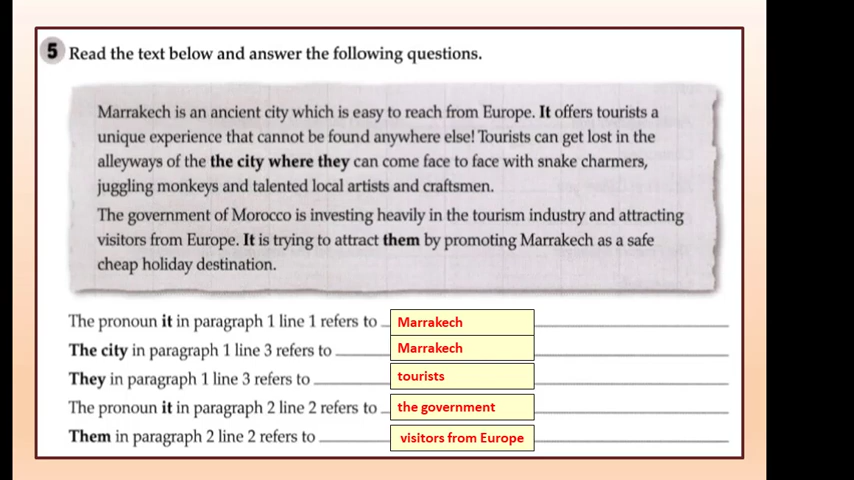 5 Read the text below and answer the following questions.
Marrakech is an ancient city which is easy to reach from Europe. It offers tourists a
unique experience that cannot be found anywhere else! Tourists can get lost in the
alleyways of the the city where they can come face to face with snake charmers,
juggling monkeys and talented local artists and craftsmen.
The government of Morocco is investing heavily in the tourism industry and attracting
visitors from Europe. It is trying to attract them by promoting Marrakech as a safe
cheap holiday destination.
The pronoun it in paragraph 1 line 1 refers to Marrakech
The city in paragraph 1 line 3 refers to Marrakech
They in paragraph 1 line 3 refers to tourists
The pronoun it in paragraph 2 line 2 refers to the government
Them in paragraph 2 line 2 refers to visitors from Europe